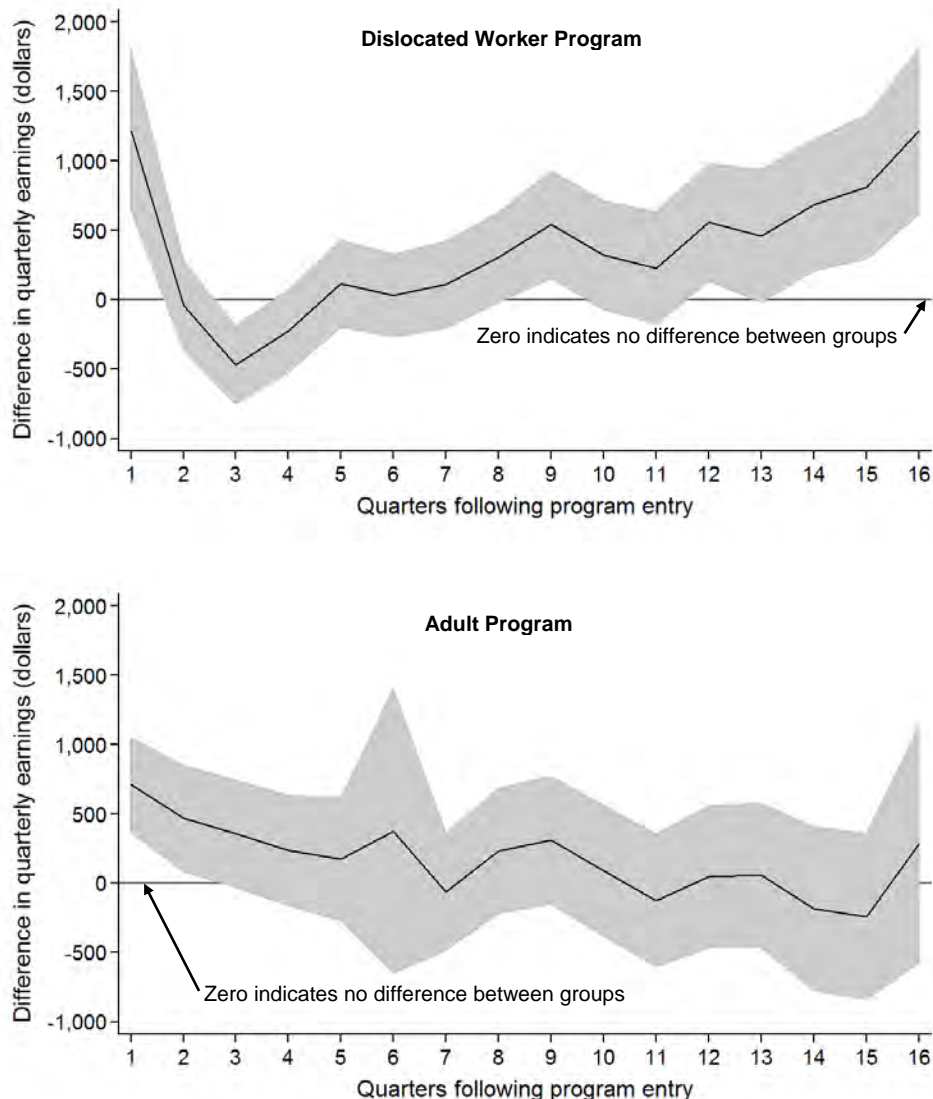 Dislocated Worker Program
Difference in quarterly earnings (dollars)
2,000
1,500
1,000
500
0
-500
-1,000
Zero indicates no difference between groups
1 2 3 4 5 6 7 8 9 10 11 12 13 14 15 16
Quarters following program entry
Adult Program
Difference in quarterly earnings (dollars)
2,000
1,500
1,000
500
0
-500
-1,000
Zero indicates no difference between groups
1 2 3 4 5 6 7 8 9 10 11 12 13 14 15 16
Quarters following program entry